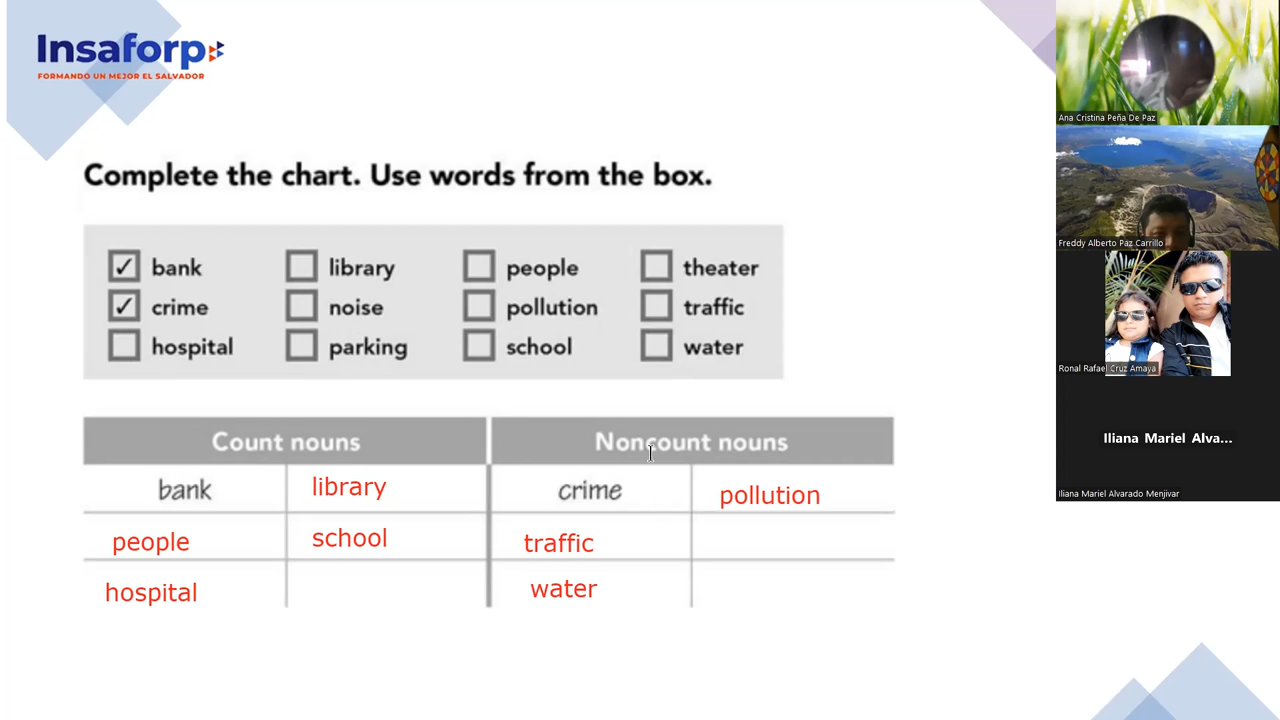 Insaforp
FORMANDO UN MEJOR EL SALVADOR
Complete the chart. Use words from the box.
✓ bank library people theater
✓ crime noise pollution traffic
hospital parking school water
Count nouns Noncount nouns
bank library crime pollution
people school traffic
hospital water
Ana Cristina Peña De Paz
Freddy Alberto Paz Carrillo
Ronal Rafael Cruz Amaya
Iliana Mariel Alva...
Iliana Mariel Alvarado Menjivar